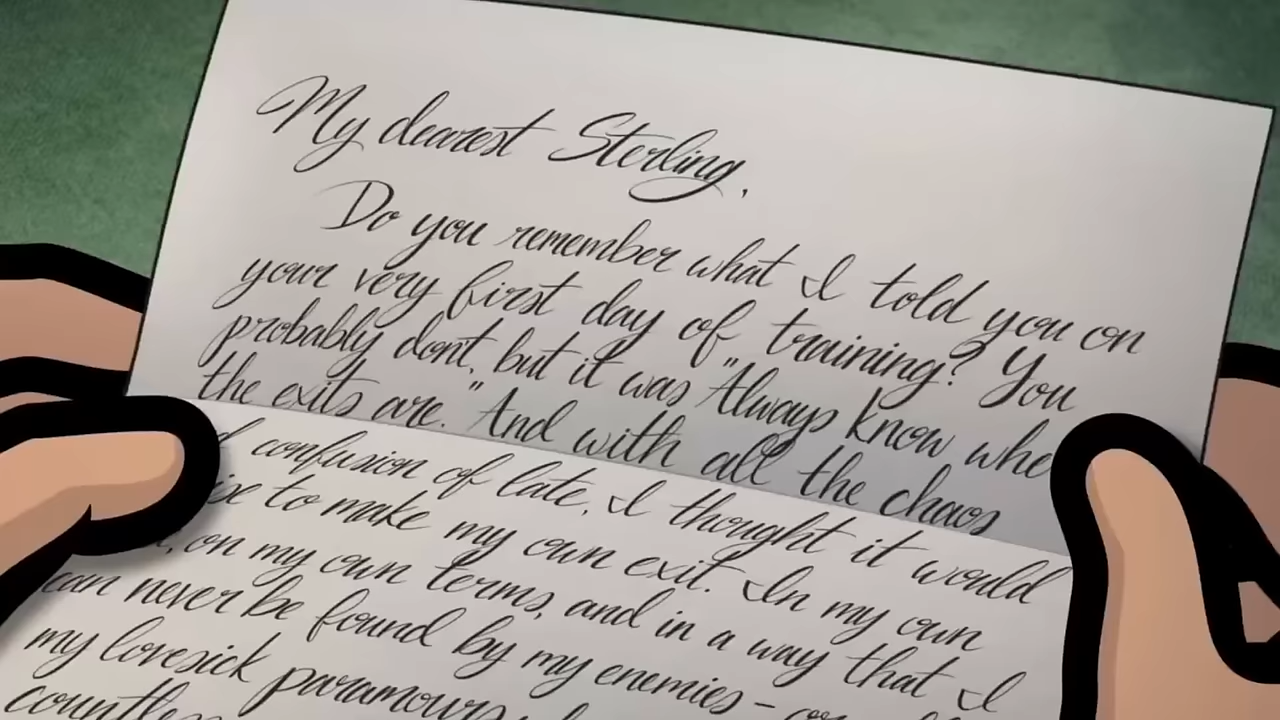 My dearest Sterling,
Do you remember what I told you on
your very first day of training? You
probably don't, but it was "Always know whe
the exits are." And with all the chaos
confusion of late, I thought it would
to make my own exit. In my own
, on my own terms, and in a way that I
can never be found by my enemies - or
my lovesick paramours,
countless